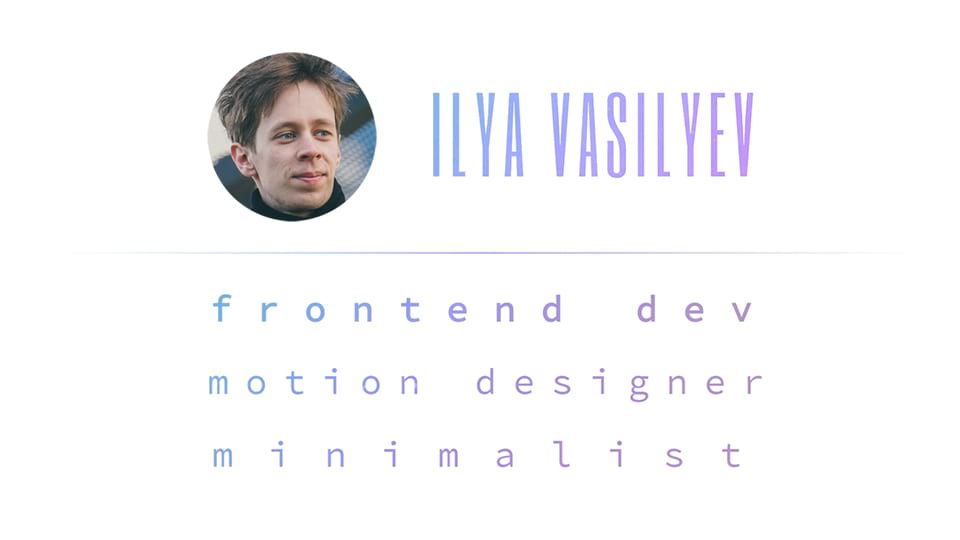 ILYA VASILYEV
frontend dev
motion designer
minimalist